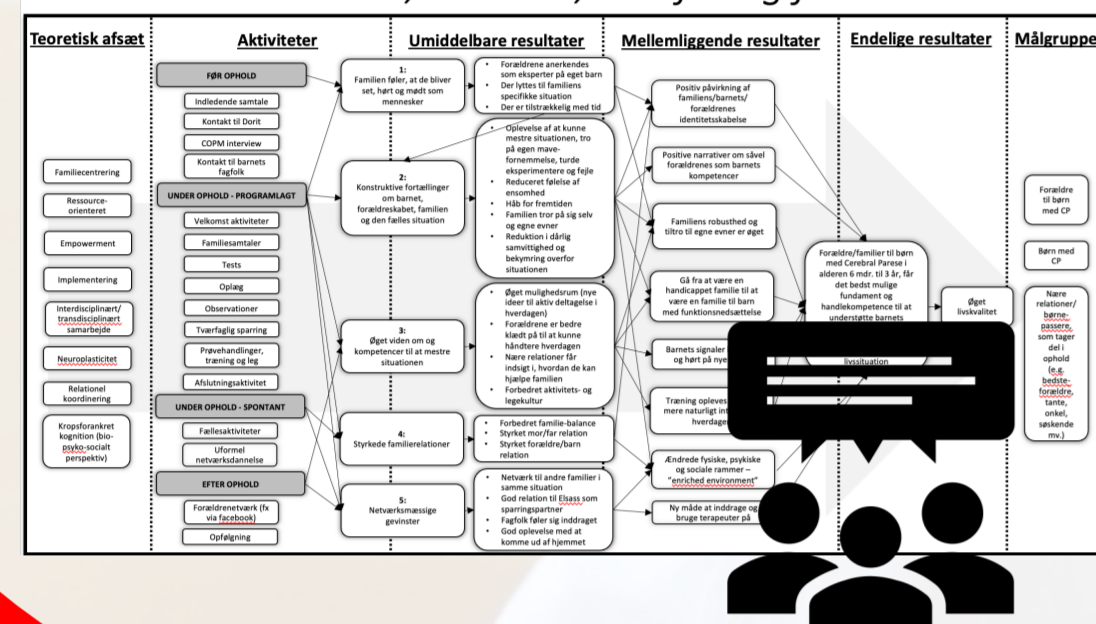 Teoretisk afsæt
Aktiviteter
Umiddelbare resultater
Mellemliggende resultater
Endelige resultater
Målgruppe
Familiecentrering
Ressource-
orienteret
Empowerment
Implementering
Interdisciplinært/
transdisciplinært
samarbejde
Neuroplasticitet
Relationel
koordinering
Kropsforankret
kognition (bio-
psyko-socialt
perspektiv)
FØR OPHOLD
Indledende samtale
Kontakt til Dorit
COPM interview
Kontakt til barnets
fagfolk
UNDER OPHOLD - PROGRAMLAGT
Velkomst aktiviteter
Familiesamtaler
Tests
Oplæg
Observationer
Tværfaglig sparring
Prøvehandlinger,
træning og leg
Afslutningsaktivitet
UNDER OPHOLD - SPONTANT
Fællesaktiviteter
Uformel
netværksdannelse
EFTER OPHOLD
Forældrenetværk (fx
via facebook)
Opfølgning
1:
Familien føler, at de bliver
set, hørt og mødt som
mennesker
2:
Konstruktive fortællinger
om barnet,
forældreskabet, familien
og den fælles situation
3:
Øget viden om og
kompetencer til at mestre
situationen
4:
Styrkede familierelationer
5:
Netværksmæssige
gevinster
• Forældrene anerkendes
som eksperter på eget barn
• Der lyttes til familiens
specifikke situation
• Der er tilstrækkelig med tid
• Oplevelse af at kunne
mestre situationen, tro
på egen mave-
fornemmelse, turde
eksperimentere og fejle
• Reduceret følelse af
ensomhed
• Håb for fremtiden
• Familien tror på sig selv
og egne evner
• Reduktion i dårlig
samvittighed og
bekymring overfor
situationen
• Øget mulighedsrum (nye
ideer til aktiv deltagelse i
hverdagen)
• Forældrene er bedre
klædt på til at kunne
håndtere hverdagen
• Nære relationer får
indsigt i, hvordan de kan
hjælpe familien
• Forbedret aktivitets- og
legekultur
• Forbedret familie-balance
• Styrket mor/far relation
• Styrket forældre/barn
relation
• Netværk til andre familier i
samme situation
• God relation til Elsass som
sparringspartner
• Fagfolk føler sig inddraget
• God oplevelse med at
komme ud af hjemmet
Positiv påvirkning af
familiens/barnets/
forældrenes
identitetsskabelse
Positive narrativer om såvel
forældrenes som barnets
kompetencer
Familiens robusthed og
tiltro til egne evner er øget
Gå fra at være en
handicappet familie til at
være en familie til barn
med funktionsnedsættelse
Barnets signaler
og hørt på nye
Træning opleves
mere naturligt
hverdagen
Ændrede fysiske, psykiske
og sociale rammer –
"enriched environment"
Ny måde at inddrage og
bruge terapeuter på
Forældre/familier til børn
med Cerebral Parese i
alderen 6 mdr. til 3 år, får
det bedst mulige
fundament og
handlekompetence til at
understøtte barnets
livssituation
Øget
livskvalitet
Forældre
til børn
med CP
Børn med
CP
Nære
relationer/
børne-
passere,
som tager
del i
ophold
(e.g.
bedste-
forældre,
tante,
onkel,
søskende
mv.)